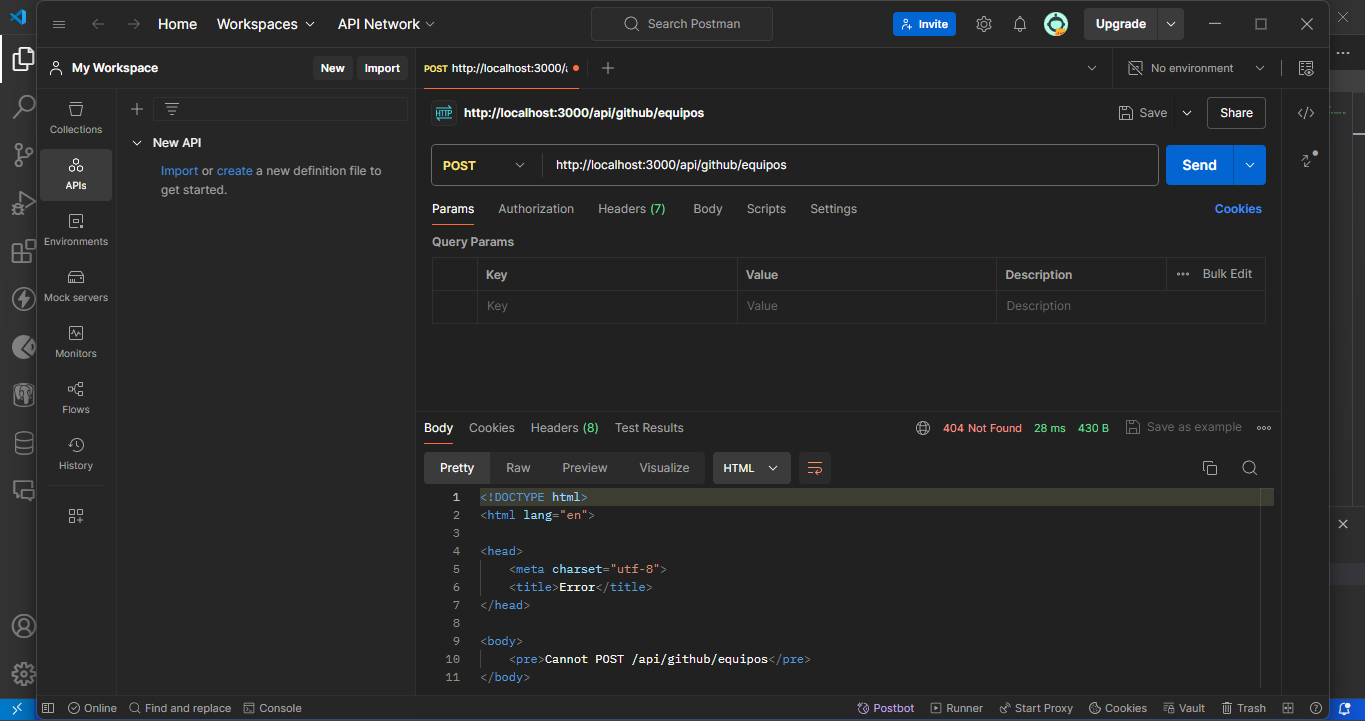 Home
Workspaces
API Network
Search Postman
Invite
Upgrade
My Workspace
New
Import
POST http://localhost:3000/a
No environment
Collections
APIs
Environments
Mock servers
Monitors
Flows
History
New API
Import or create a new definition file to
get started.
HTTP
http://localhost:3000/api/github/equipos
Save
Share
POST
http://localhost:3000/api/github/equipos
Send
Params
Authorization
Headers (7)
Body
Scripts
Settings
Cookies
Query Params
Key
Value
Description
Bulk Edit
Key
Value
Description
Body
Cookies
Headers (8)
Test Results
404 Not Found
28 ms
430 B
Save as example
Pretty
Raw
Preview
Visualize
HTML
1 <!DOCTYPE html>
2 <html lang="en">
3
4 <head>
5 <meta charset="utf-8">
6 <title>Error</title>
7 </head>
8
9 <body>
10 <pre>Cannot POST /api/github/equipos</pre>
11 </body>
Online
Find and replace
Console
Postbot
Runner
Start Proxy
Cookies
Vault
Trash